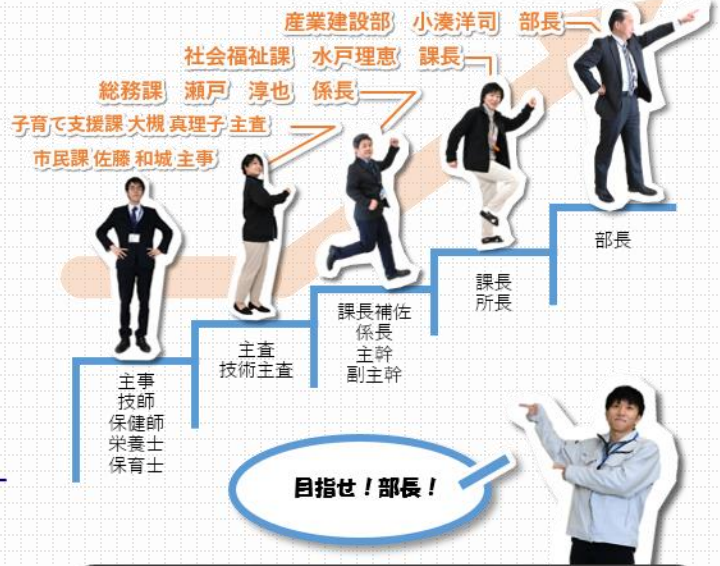 産業建設部　小湊洋司　部長
社会福祉課　水戸理恵　課長
総務課　瀬戸　淳也　係長
子育て支援課 大槻 真理子 主査
市民課 佐藤 和城 主事
部長
課長
所長
課長補佐
係長
主幹
副主幹
主査
技術主査
主事
技師
保健師
栄養士
保育士
目指せ！部長！